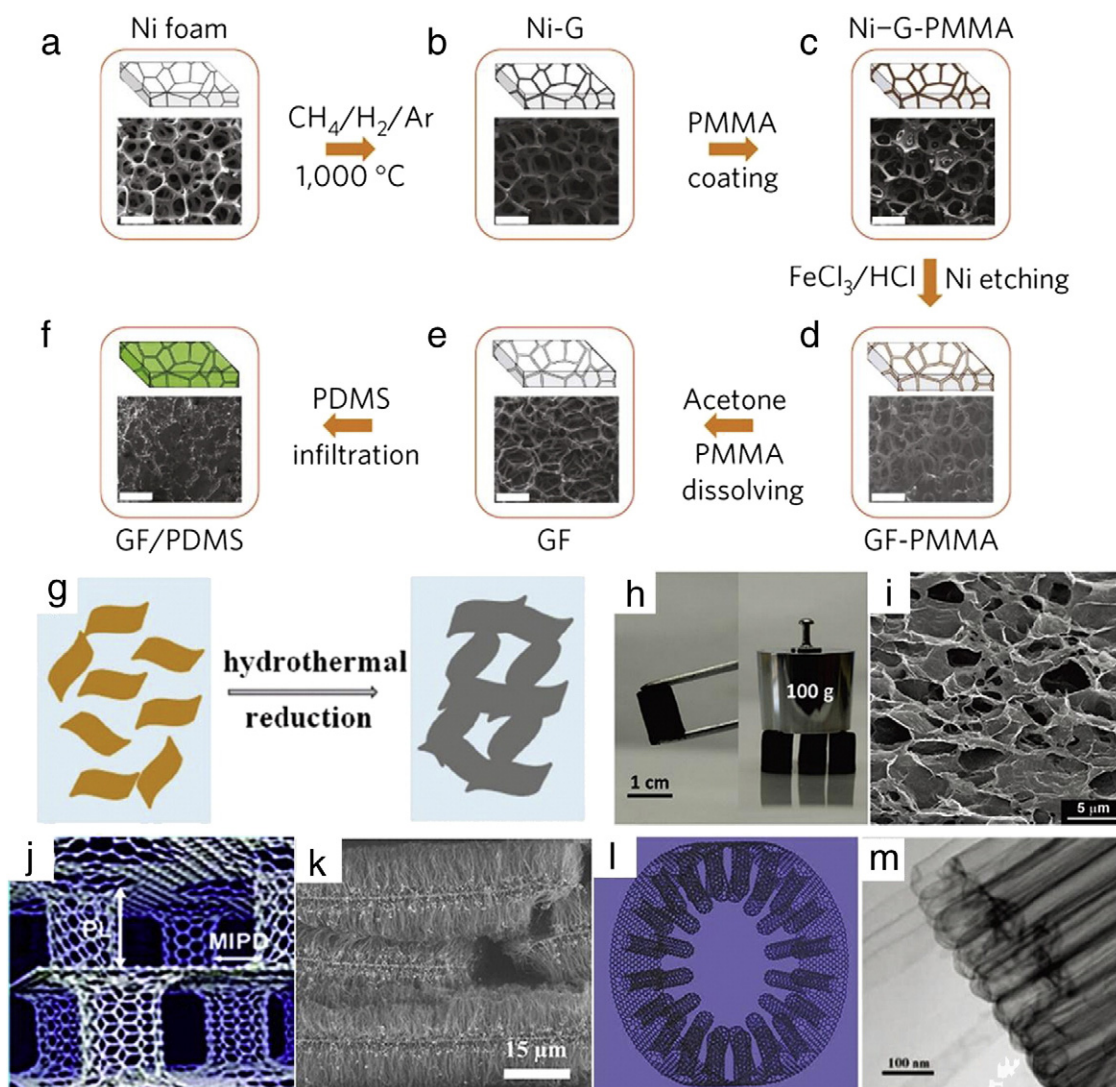 a
Ni foam
b
Ni-G
c
Ni–G-PMMA
CH₄/H₂/Ar
1,000 °C
PMMA
coating
FeCl₃/HCl
Ni etching
f
e
d
PDMS
infiltration
Acetone
PMMA
dissolving
GF/PDMS
GF
GF-PMMA
g
hydrothermal
reduction
h
100 g
1 cm
i
5 μm
j
PL
MIPD
k
15 μm
l
m
100 nm